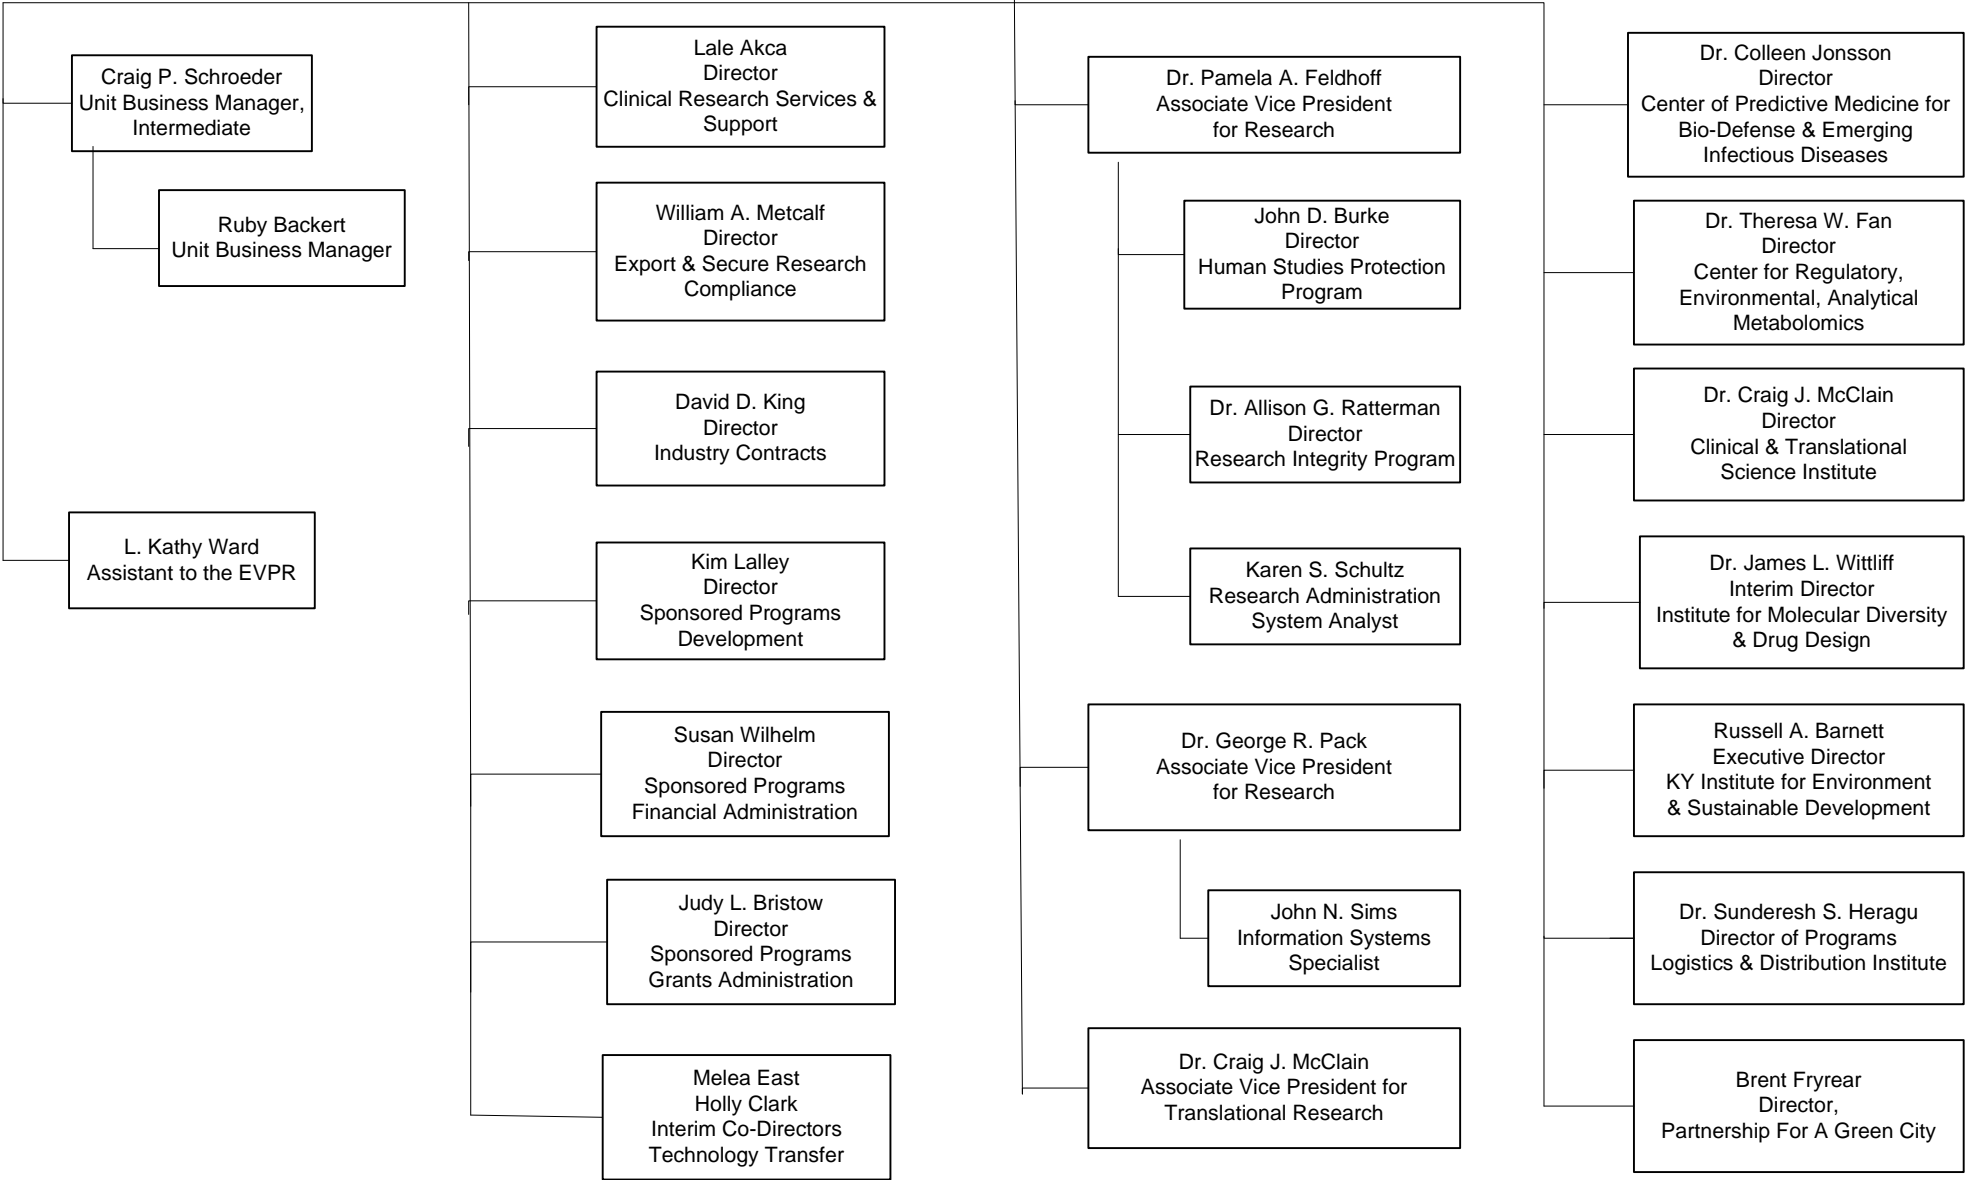 Craig P. Schroeder
Unit Business Manager,
Intermediate
Ruby Backert
Unit Business Manager
L. Kathy Ward
Assistant to the EVPR
Lale Akca
Director
Clinical Research Services &
Support
William A. Metcalf
Director
Export & Secure Research
Compliance
David D. King
Director
Industry Contracts
Kim Lalley
Director
Sponsored Programs
Development
Susan Wilhelm
Director
Sponsored Programs
Financial Administration
Judy L. Bristow
Director
Sponsored Programs
Grants Administration
Melea East
Holly Clark
Interim Co-Directors
Technology Transfer
Dr. Pamela A. Feldhoff
Associate Vice President
for Research
John D. Burke
Director
Human Studies Protection
Program
Dr. Allison G. Ratterman
Director
Research Integrity Program
Karen S. Schultz
Research Administration
System Analyst
Dr. George R. Pack
Associate Vice President
for Research
John N. Sims
Information Systems
Specialist
Dr. Craig J. McClain
Associate Vice President for
Translational Research
Dr. Colleen Jonsson
Director
Center of Predictive Medicine for
Bio-Defense & Emerging
Infectious Diseases
Dr. Theresa W. Fan
Director
Center for Regulatory,
Environmental, Analytical
Metabolomics
Dr. Craig J. McClain
Director
Clinical & Translational
Science Institute
Dr. James L. Wittliff
Interim Director
Institute for Molecular Diversity
& Drug Design
Russell A. Barnett
Executive Director
KY Institute for Environment
& Sustainable Development
Dr. Sunderesh S. Heragu
Director of Programs
Logistics & Distribution Institute
Brent Fryrear
Director,
Partnership For A Green City